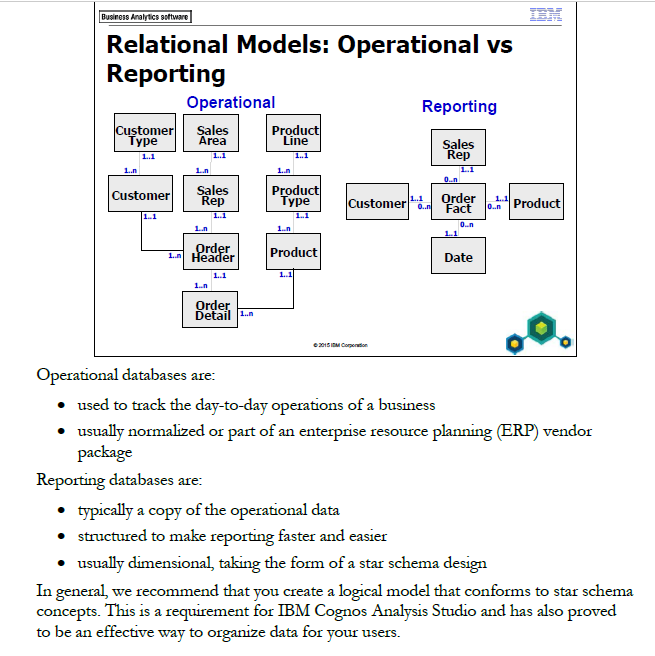 Business Analytics software
IBM
Relational Models: Operational vs
Reporting
Operational
Reporting
Customer
Type
Sales
Area
Product
Line
1..1
1..1
1..1
1..n
1..n
1..n
Customer
Sales
Rep
Product
Type
1..1
1..1
1..1
1..n
1..n
1..n
Order
Header
Product
1..1
1..1
1..n
Order
Detail
1..n
Sales
Rep
1..1
0..n
Customer
1..1
0..n
Order
Fact
1..1
0..n
Product
0..n
1..1
Date
© 2015 IBM Corporation
Operational databases are:
• used to track the day-to-day operations of a business
• usually normalized or part of an enterprise resource planning (ERP) vendor
package
Reporting databases are:
• typically a copy of the operational data
• structured to make reporting faster and easier
• usually dimensional, taking the form of a star schema design
In general, we recommend that you create a logical model that conforms to star schema
concepts. This is a requirement for IBM Cognos Analysis Studio and has also proved
to be an effective way to organize data for your users.